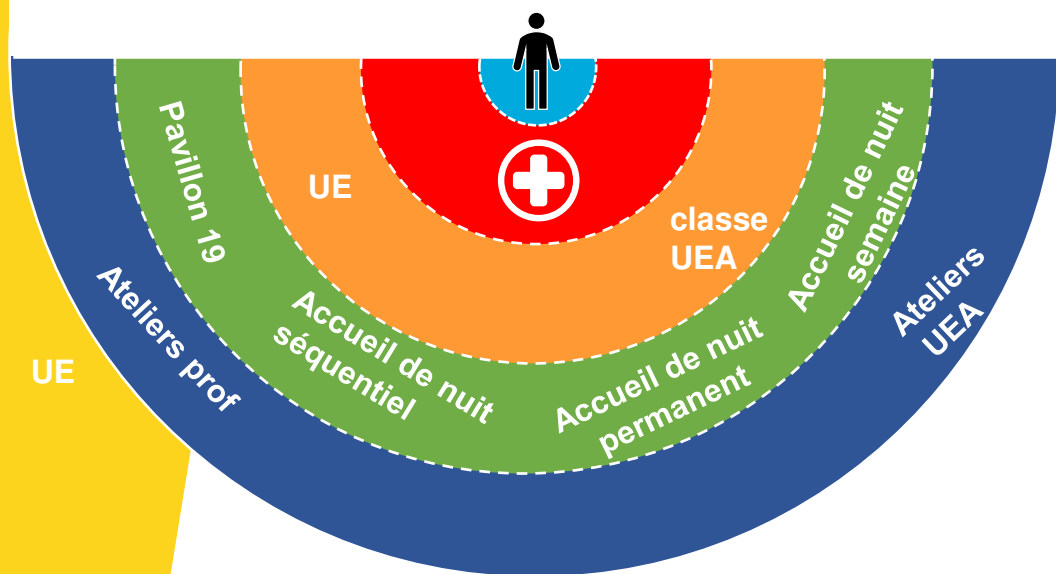 UE
classe
UEA
Pavillon 19
Accueil de nuit
séquentiel
Accueil de nuit
permanent
Accueil de nuit
semaine
Ateliers prof
Ateliers
UEA
UE